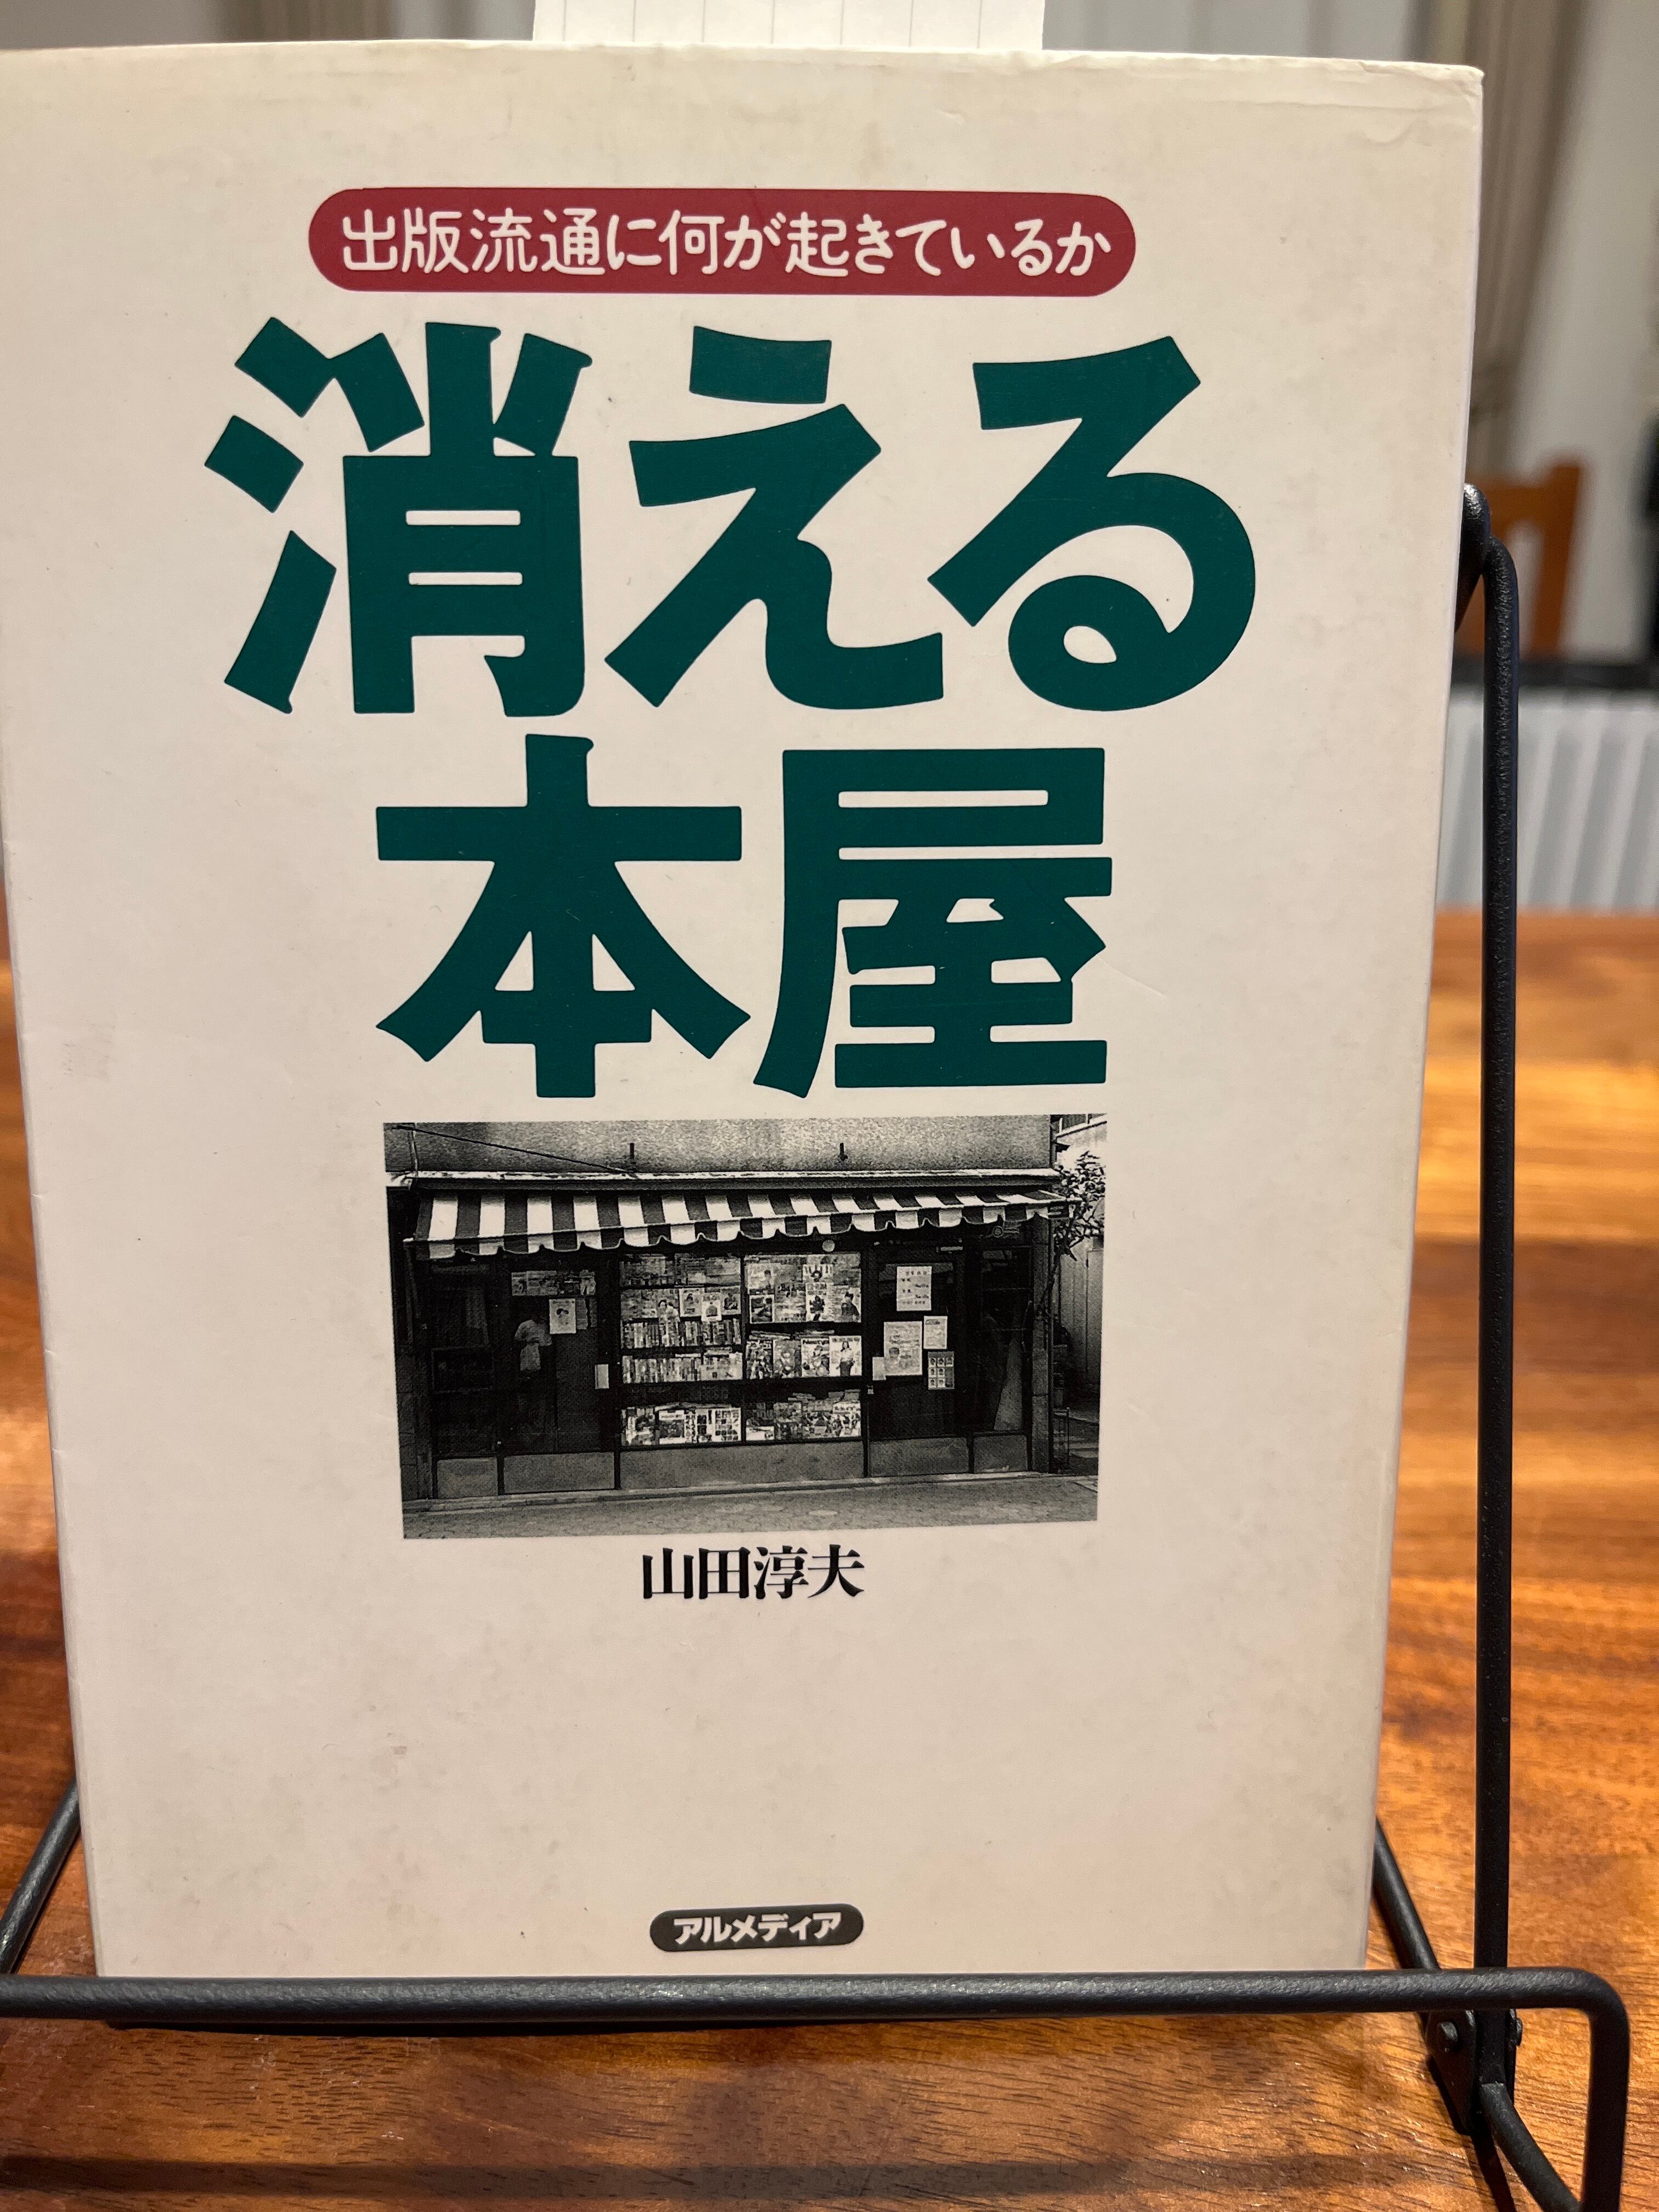 出版流通に何が起きているか
消える
本屋
山田淳夫
アルメディア